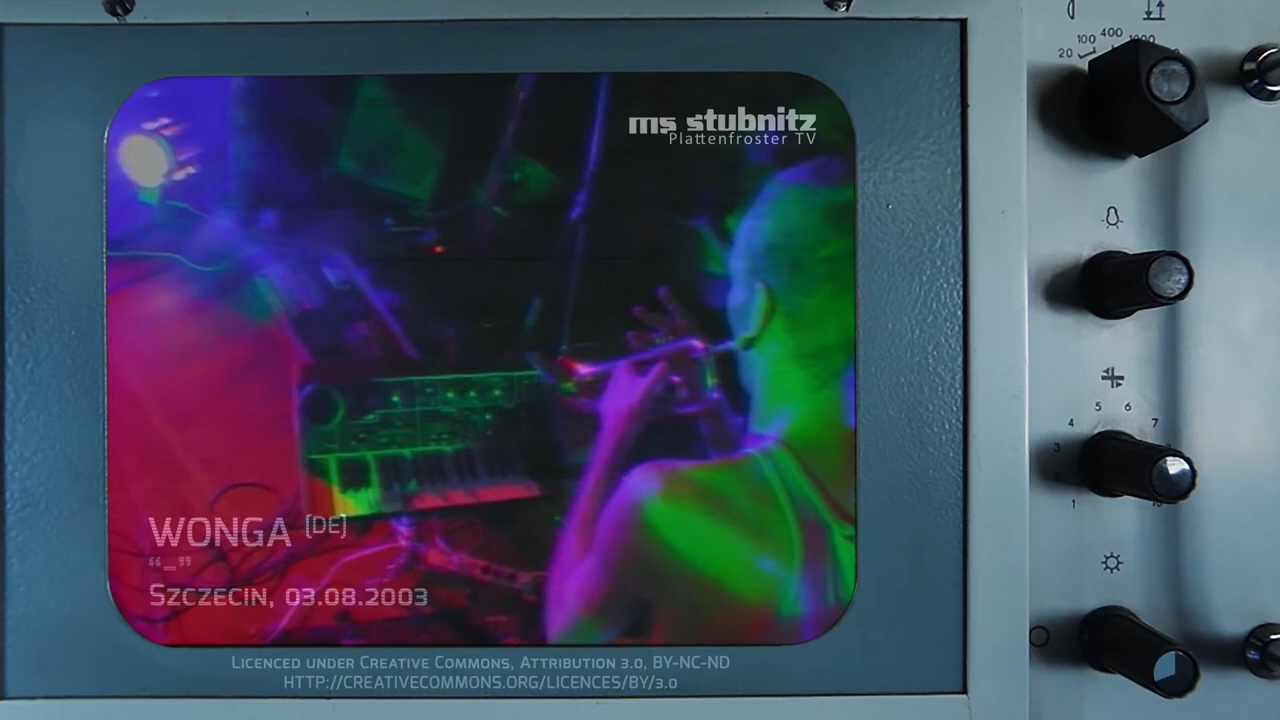 20 100 400 1000
ms stubnitz
Plattenfroster TV
5 6
4 7
3
1
WONGA [DE]
“_”
SZCZECIN, 03.08.2003
LICENCED UNDER CREATIVE COMMONS, ATTRIBUTION 3.0, BY-NC-ND
HTTP://CREATIVECOMMONS.ORG/LICENCES/BY/3.0